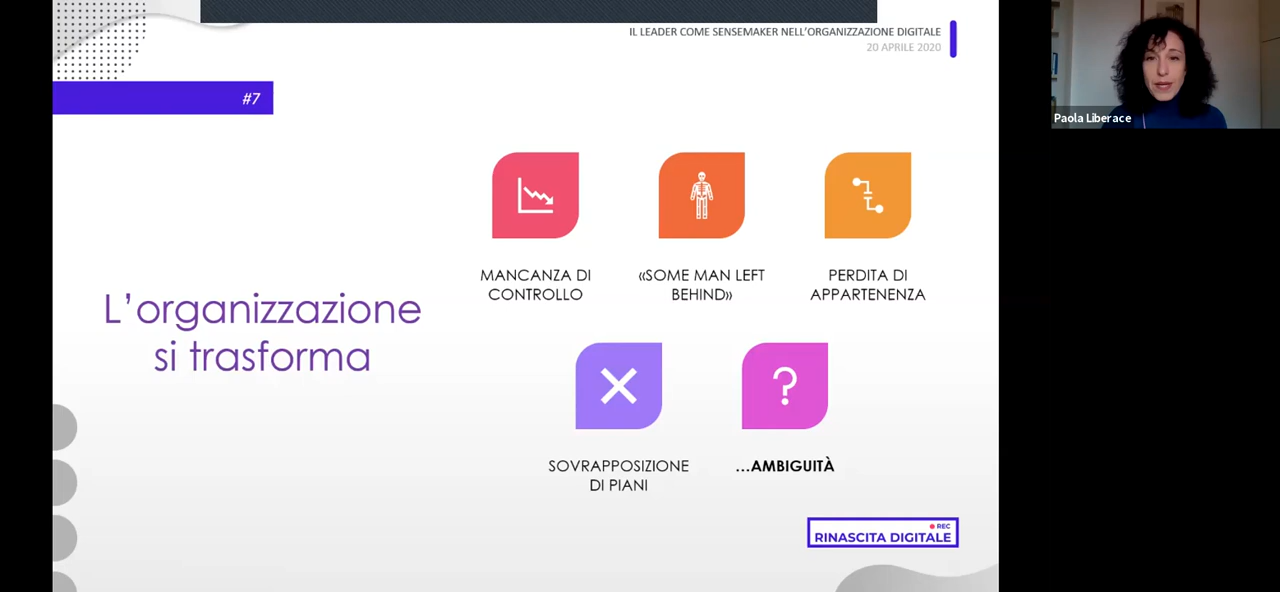 IL LEADER COME SENSEMAKER NELL'ORGANIZZAZIONE DIGITALE
20 APRILE 2020
#7
Paola Liberace
MANCANZA DI
CONTROLLO
«SOME MAN LEFT
BEHIND»
PERDITA DI
APPARTENENZA
L'organizzazione
si trasforma
?
SOVRAPPOSIZIONE
DI PIANI
...AMBIGUITÀ
REC
RINASCITA DIGITALE